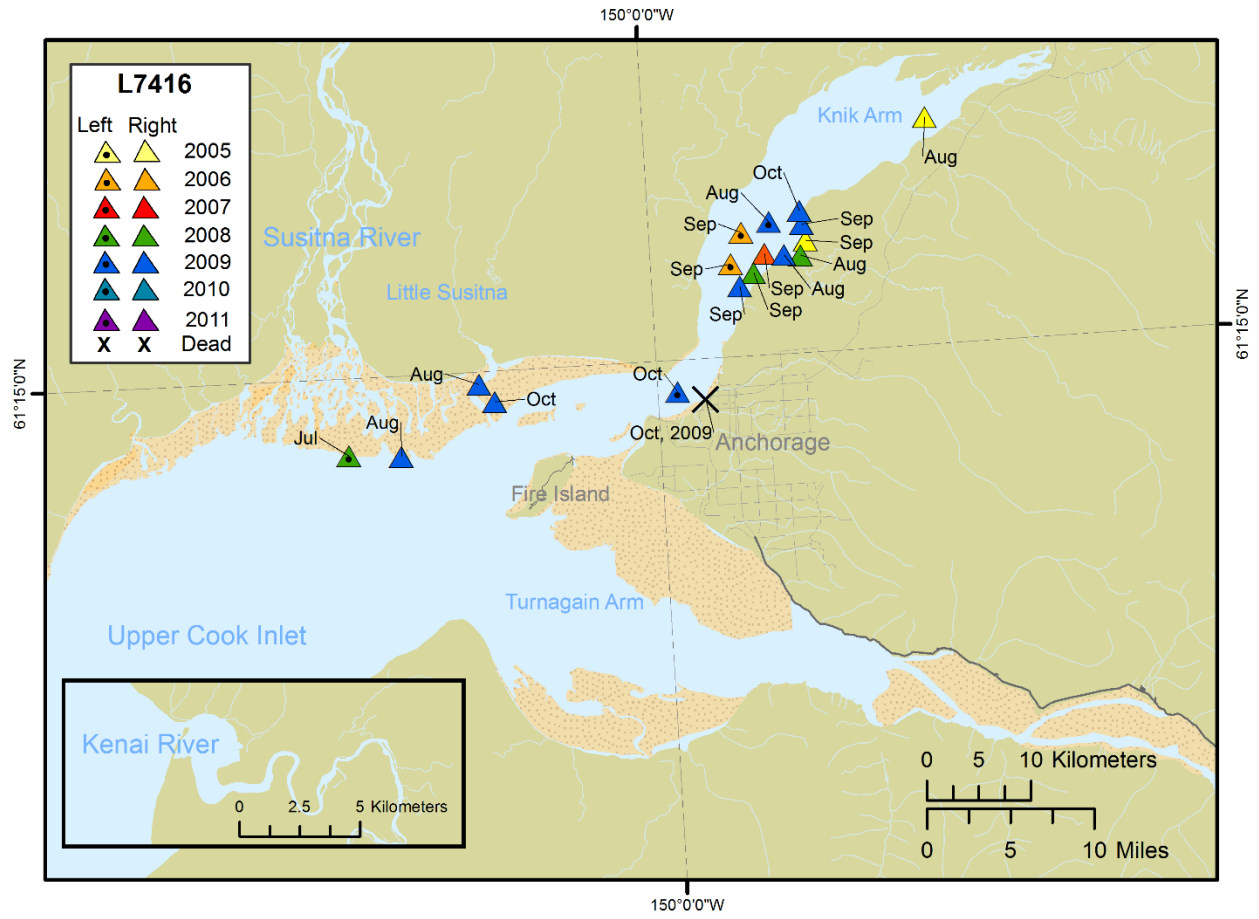 150°0'0"W
L7416
Left Right
2005
2006
2007
2008
2009
2010
2011
X X Dead
Knik Arm
Aug
Oct
Aug
Sep
Sep
Sep
Sep
Aug
Sep
Aug
Sep
Sep
Susitna River
Little Susitna
61°15'0"N
61°15'0"N
Aug
Oct
Oct
Oct, 2009
Anchorage
Jul
Aug
Fire Island
Turnagain Arm
Upper Cook Inlet
Kenai River
0 2.5 5 Kilometers
0 5 10 Kilometers
0 5 10 Miles
150°0'0"W